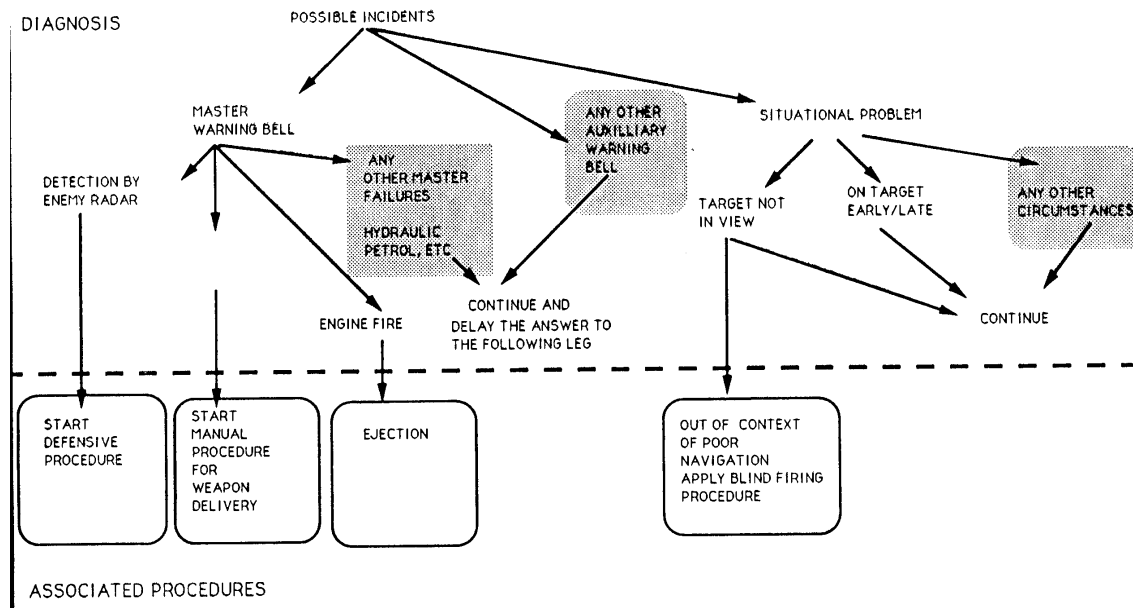 DIAGNOSIS
POSSIBLE INCIDENTS
MASTER
WARNING BELL
ANY OTHER
AUXILLIARY
WARNING
BELL
SITUATIONAL PROBLEM
DETECTION BY
ENEMY RADAR
ANY
OTHER MASTER
FAILURES
HYDRAULIC
PETROL, ETC
TARGET NOT
IN VIEW
ON TARGET
EARLY/LATE
ANY OTHER
CIRCUMSTANCES
ENGINE FIRE
CONTINUE AND
DELAY THE ANSWER TO
THE FOLLOWING LEG
CONTINUE
START
DEFENSIVE
PROCEDURE
START
MANUAL
PROCEDURE
FOR
WEAPON
DELIVERY
EJECTION
OUT OF CONTEXT
OF POOR
NAVIGATION
APPLY BLIND FIRING
PROCEDURE
ASSOCIATED PROCEDURES